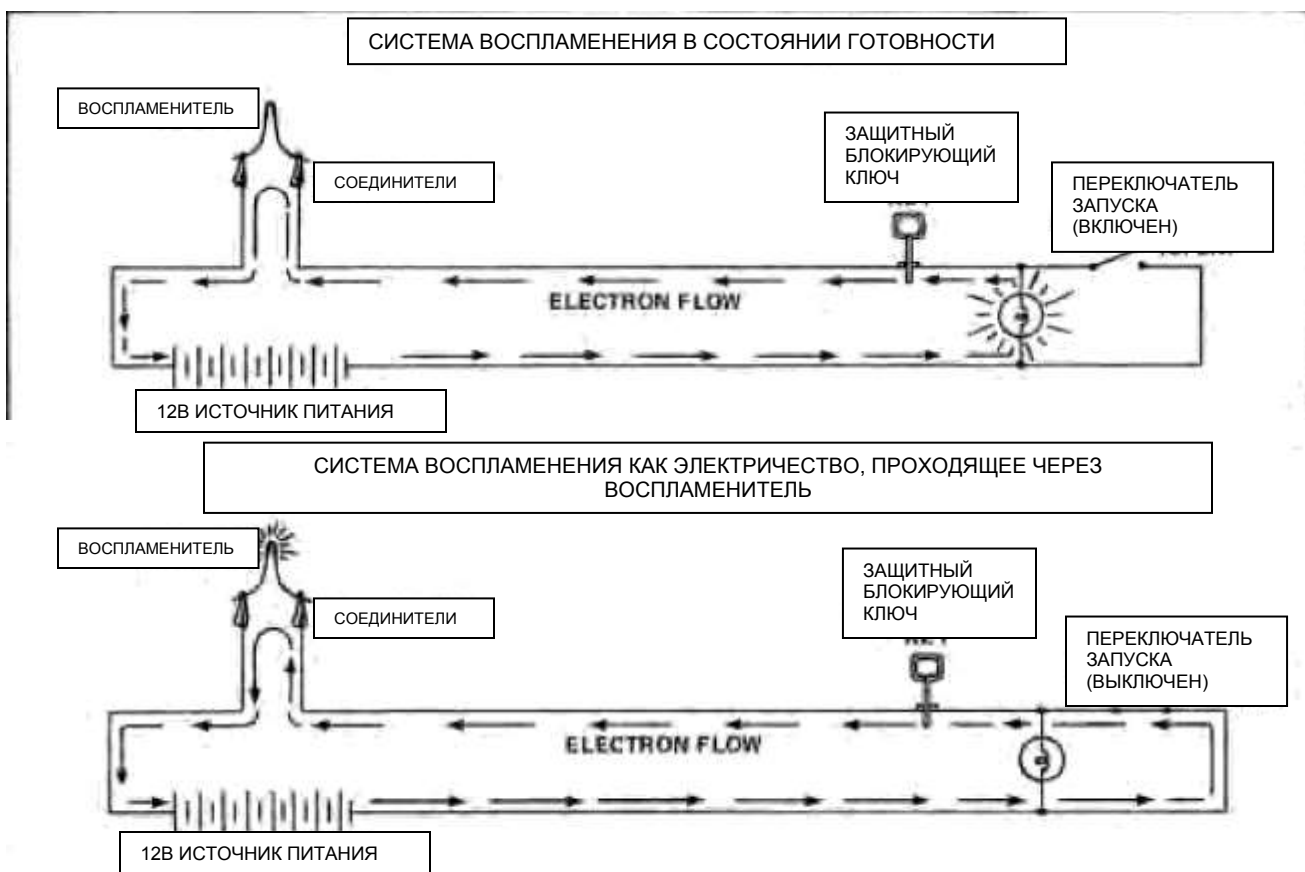 СИСТЕМА ВОСПЛАМЕНЕНИЯ В СОСТОЯНИИ ГОТОВНОСТИ
ВОСПЛАМЕНИТЕЛЬ
СОЕДИНИТЕЛИ
ЗАЩИТНЫЙ
БЛОКИРУЮЩИЙ
КЛЮЧ
ПЕРЕКЛЮЧАТЕЛЬ
ЗАПУСКА
(ВКЛЮЧЕН)
ELECTRON FLOW
12В ИСТОЧНИК ПИТАНИЯ
СИСТЕМА ВОСПЛАМЕНЕНИЯ КАК ЭЛЕКТРИЧЕСТВО, ПРОХОДЯЩЕЕ ЧЕРЕЗ
ВОСПЛАМЕНИТЕЛЬ
ВОСПЛАМЕНИТЕЛЬ
СОЕДИНИТЕЛИ
ЗАЩИТНЫЙ
БЛОКИРУЮЩИЙ
КЛЮЧ
ПЕРЕКЛЮЧАТЕЛЬ
ЗАПУСКА
(ВЫКЛЮЧЕН)
ELECTRON FLOW
12В ИСТОЧНИК ПИТАНИЯ